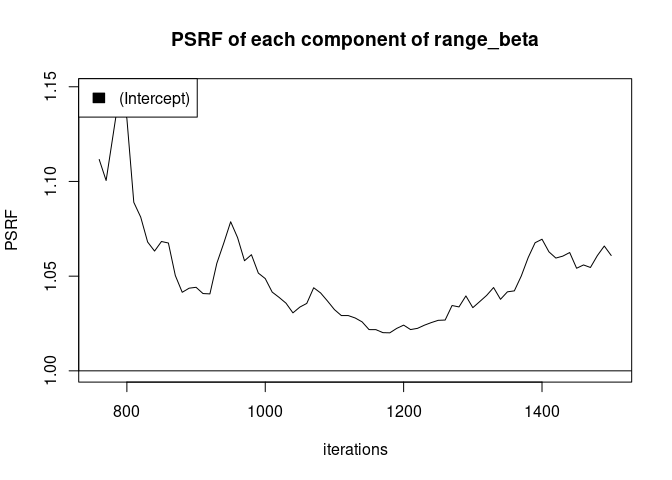 PSRF of each component of range_beta
(Intercept)
PSRF
1.15
1.10
1.05
1.00
800 1000 1200 1400
iterations